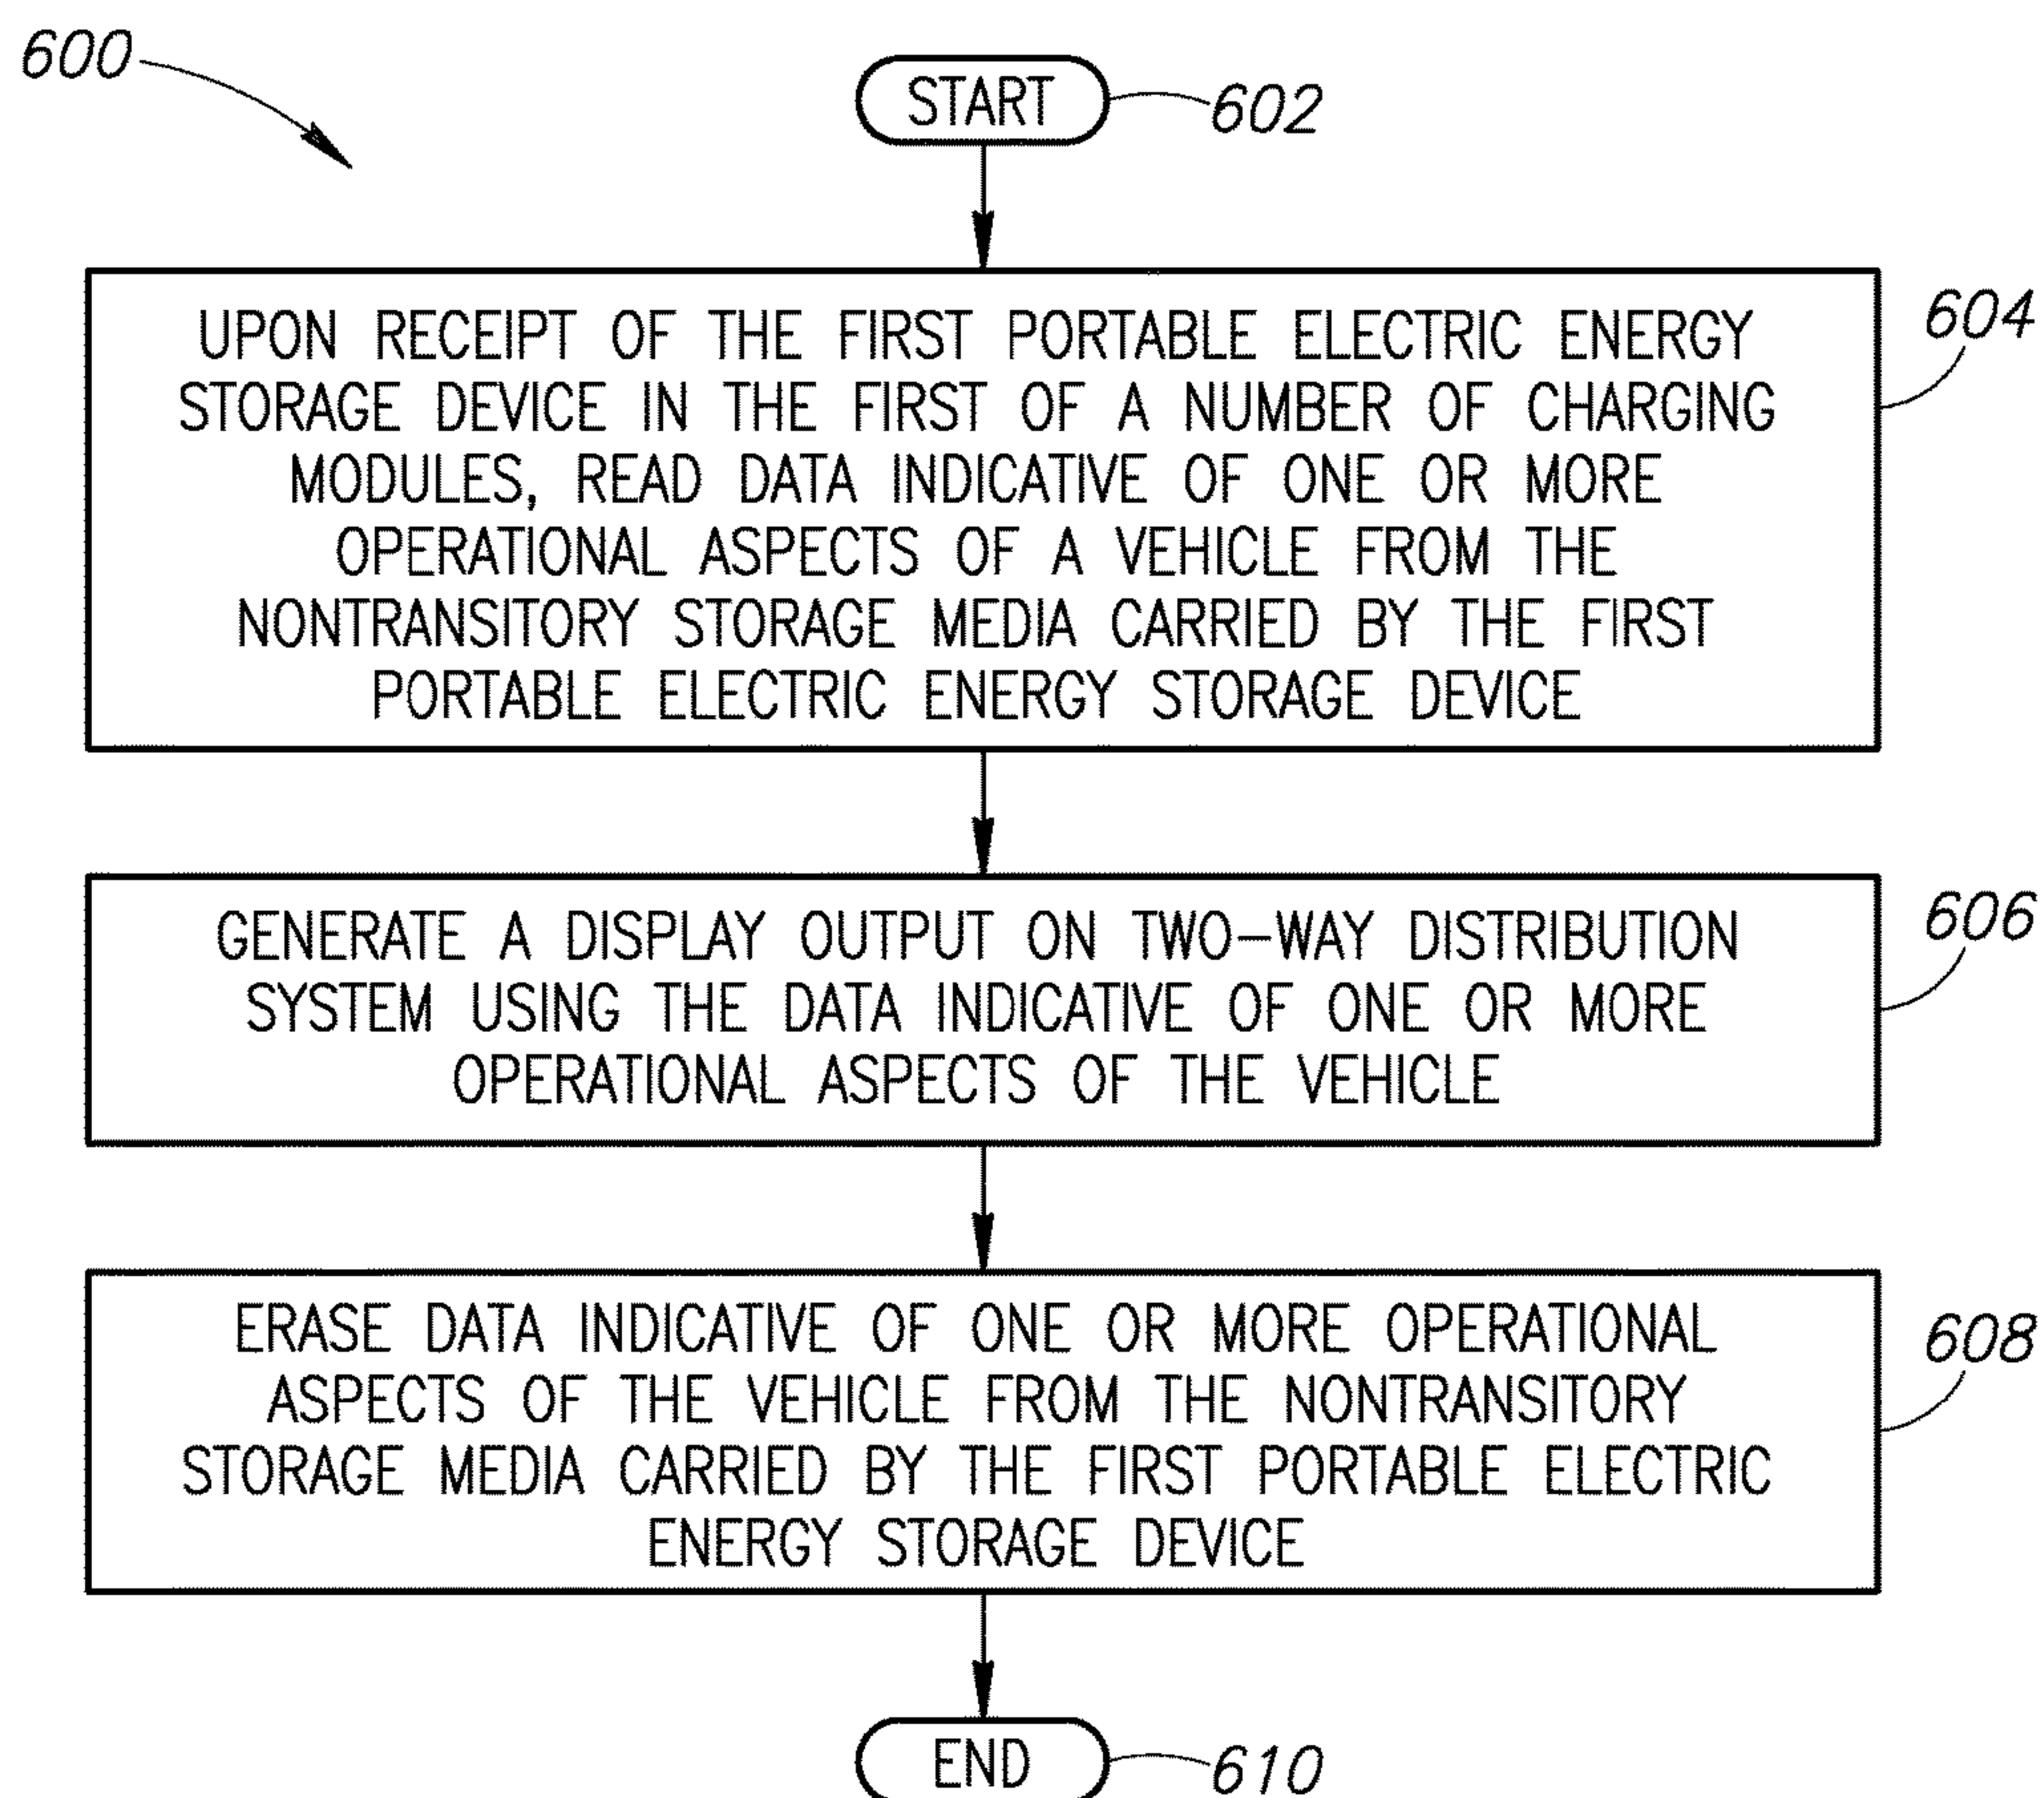 600
START
602
UPON RECEIPT OF THE FIRST PORTABLE ELECTRIC ENERGY
STORAGE DEVICE IN THE FIRST OF A NUMBER OF CHARGING
MODULES, READ DATA INDICATIVE OF ONE OR MORE
OPERATIONAL ASPECTS OF A VEHICLE FROM THE
NONTRANSITORY STORAGE MEDIA CARRIED BY THE FIRST
PORTABLE ELECTRIC ENERGY STORAGE DEVICE
604
GENERATE A DISPLAY OUTPUT ON TWO-WAY DISTRIBUTION
SYSTEM USING THE DATA INDICATIVE OF ONE OR MORE
OPERATIONAL ASPECTS OF THE VEHICLE
606
ERASE DATA INDICATIVE OF ONE OR MORE OPERATIONAL
ASPECTS OF THE VEHICLE FROM THE NONTRANSITORY
STORAGE MEDIA CARRIED BY THE FIRST PORTABLE ELECTRIC
ENERGY STORAGE DEVICE
608
END
610